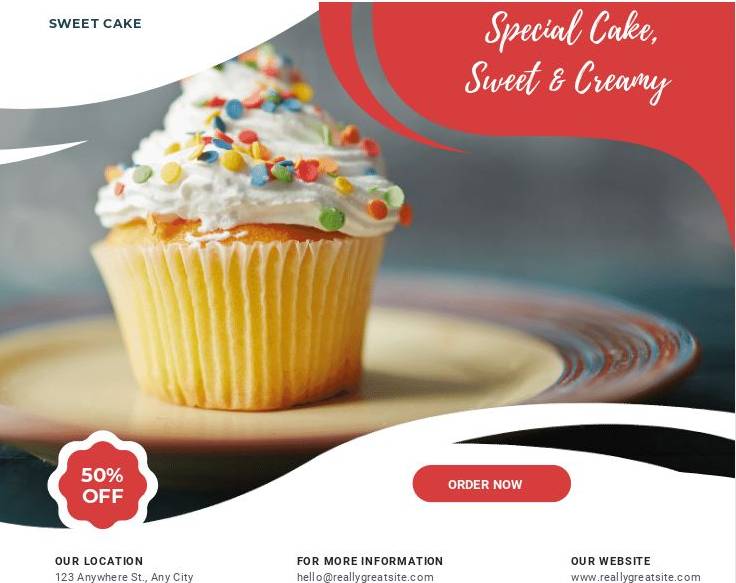 SWEET CAKE
Special Cake,
Sweet & Creamy
50%
OFF
ORDER NOW
OUR LOCATION
123 Anywhere St., Any City
FOR MORE INFORMATION
hello@reallygreatsite.com
OUR WEBSITE
www.reallygreatsite.com